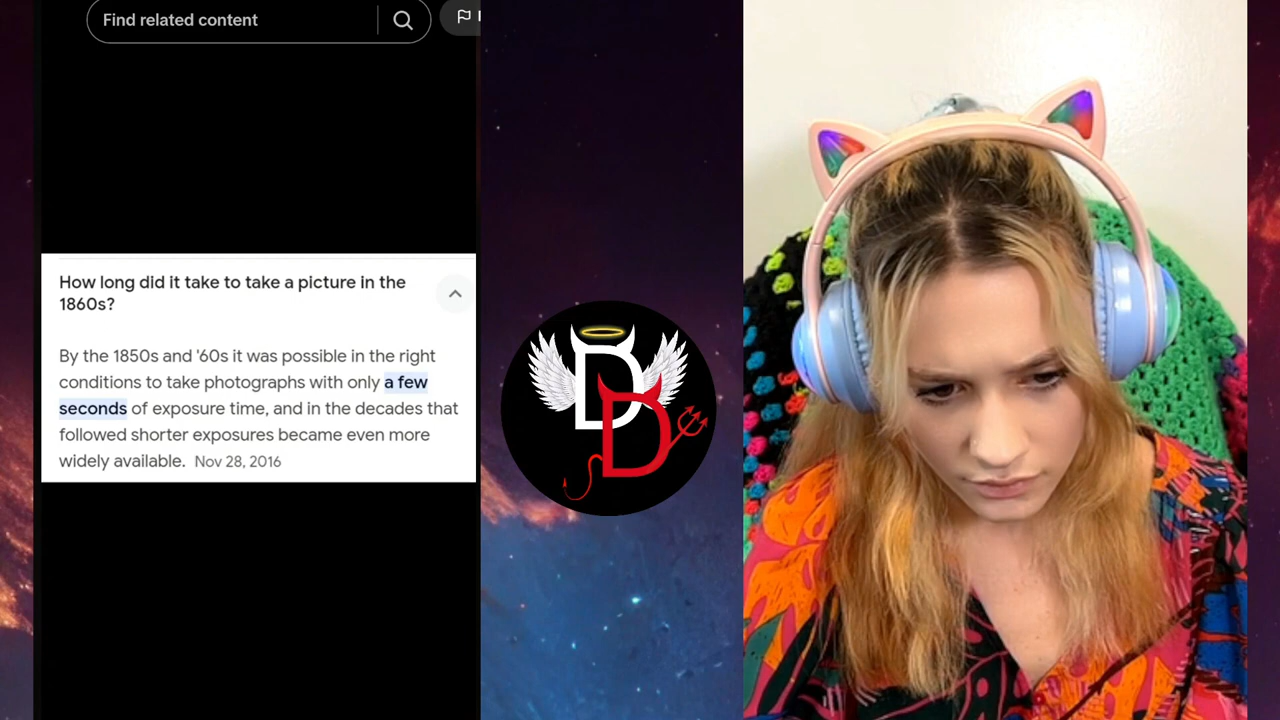 Find related content
How long did it take to take a picture in the
1860s?
By the 1850s and '60s it was possible in the right
conditions to take photographs with only a few
seconds of exposure time, and in the decades that
followed shorter exposures became even more
widely available. Nov 28, 2016
DD